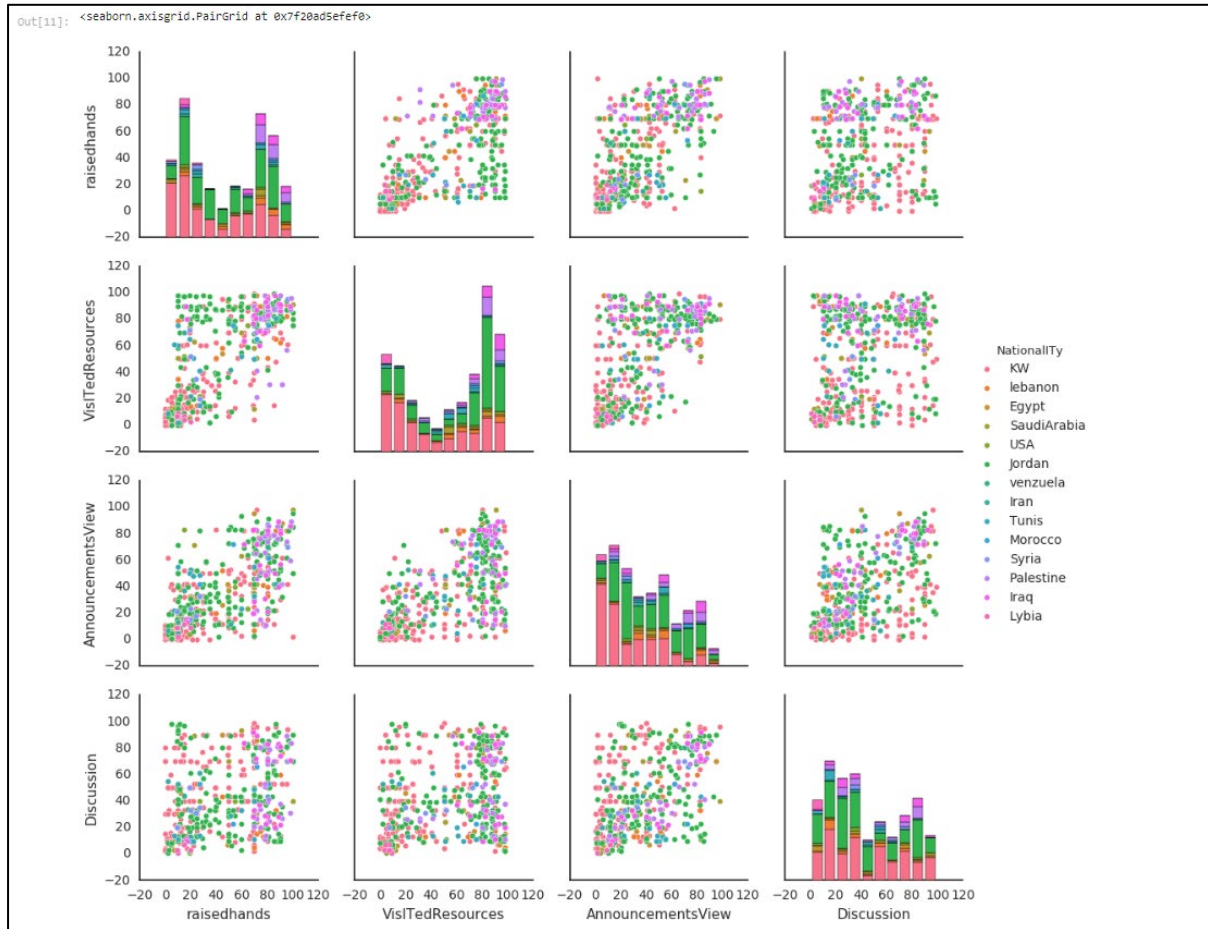 Out[11]: <seaborn.axisgrid.PairGrid at 0x7f20ad5efef0>
120
100
80
60
40
20
0
−20
raisedhands
120
100
80
60
40
20
0
−20
VisITedResources
120
100
80
60
40
20
0
−20
AnnouncementsView
120
100
80
60
40
20
0
−20
Discussion
NationalITy
KW
lebanon
Egypt
SaudiArabia
USA
Jordan
venzuela
Iran
Tunis
Morocco
Syria
Palestine
Iraq
Lybia
−20 0 20 40 60 80 100 120 −20 0 20 40 60 80 100 120 −20 0 20 40 60 80 100 120 −20 0 20 40 60 80 100 120
raisedhands VisITedResources AnnouncementsView Discussion